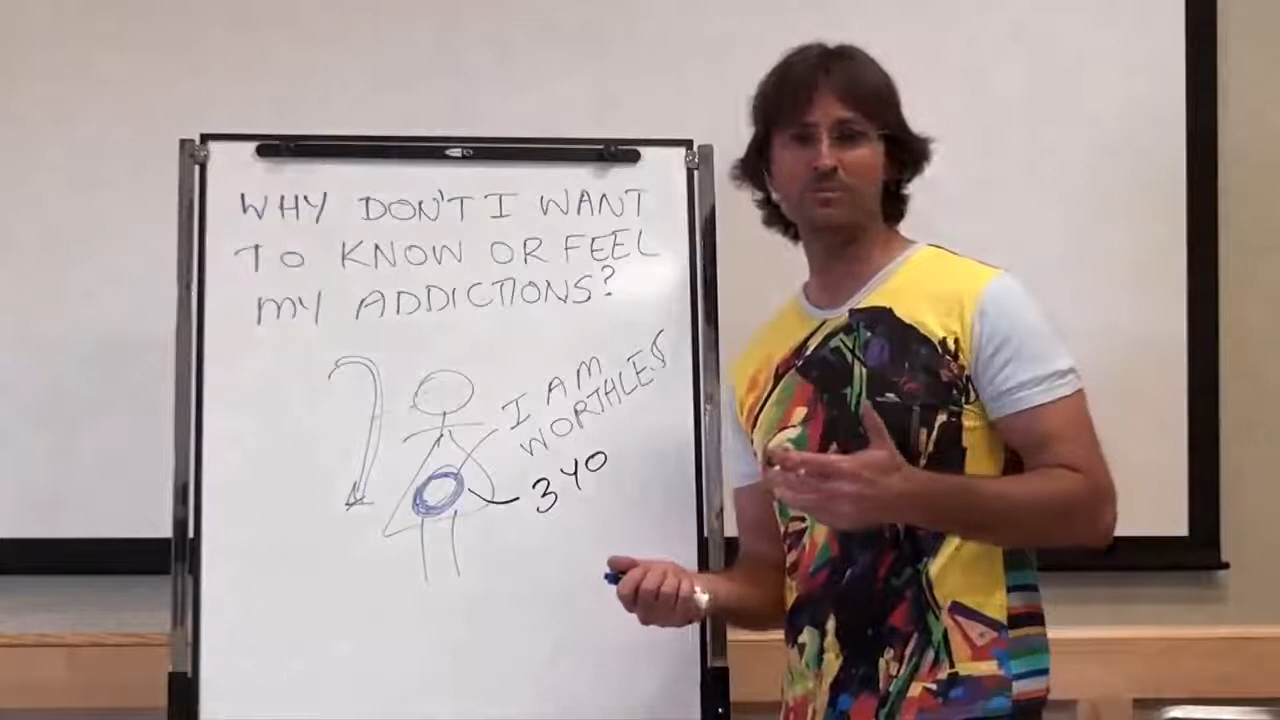 WHY DON'T I WANT
TO KNOW OR FEEL
MY ADDICTIONS?
I AM
WORTHLESS
3 YO